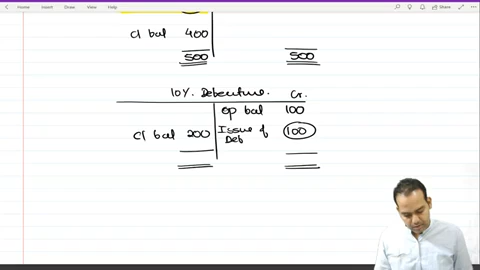 Home Insert Draw View
Cl bal 400
500 500
10%. Debenture. Cr.
Op bal 100
Cl bal 200 Issue of 100
Deb